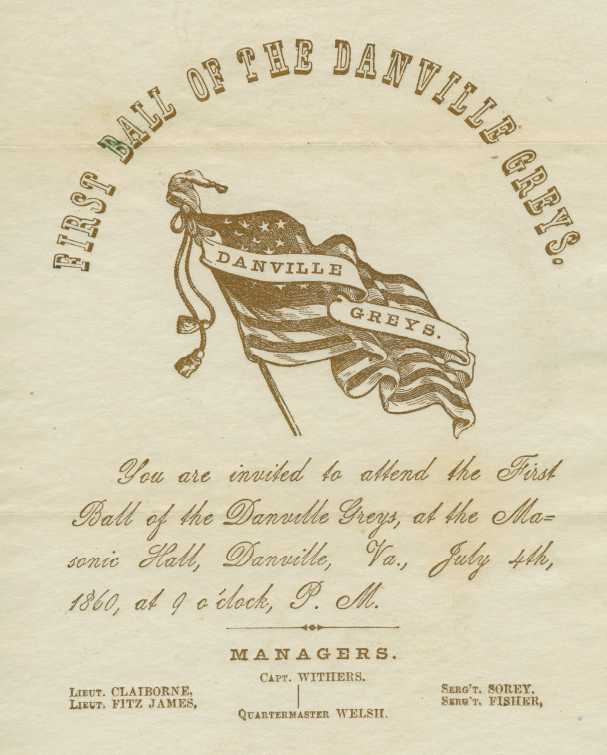 FIRST BALL OF THE DANVILLE GREYS.
DANVILLE
GREYS.
You are invited to attend the First
Ball of the Danville Greys, at the Ma=
sonic Hall, Danville, Va., July 4th,
1860, at 9 o'clock, P. M.
MANAGERS.
CAPT. WITHERS.
LIEUT. CLAIBORNE,
LIEUT. FITZ JAMES,
SERG'T. SOREY,
SERG'T. FISHER,
QUARTERMASTER WELSH.